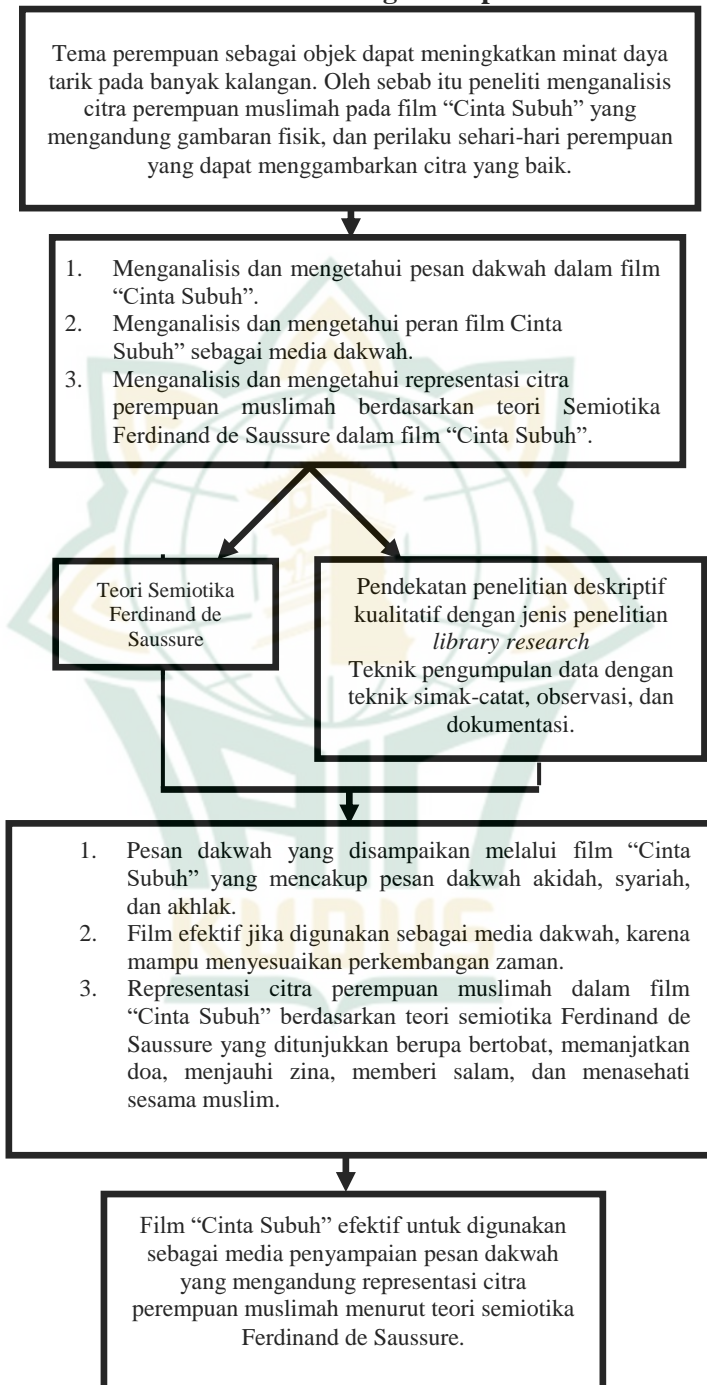 Tema perempuan sebagai objek dapat meningkatkan minat daya
tarik pada banyak kalangan. Oleh sebab itu peneliti menganalisis
citra perempuan muslimah pada film “Cinta Subuh” yang
mengandung gambaran fisik, dan perilaku sehari-hari perempuan
yang dapat menggambarkan citra yang baik.
1. Menganalisis dan mengetahui pesan dakwah dalam film
“Cinta Subuh”.
2. Menganalisis dan mengetahui peran film Cinta
Subuh” sebagai media dakwah.
3. Menganalisis dan mengetahui representasi citra
perempuan muslimah berdasarkan teori Semiotika
Ferdinand de Saussure dalam film “Cinta Subuh”.
Teori Semiotika
Ferdinand de
Saussure
Pendekatan penelitian deskriptif
kualitatif dengan jenis penelitian
library research
Teknik pengumpulan data dengan
teknik simak-catat, observasi, dan
dokumentasi.
1. Pesan dakwah yang disampaikan melalui film “Cinta
Subuh” yang mencakup pesan dakwah akidah, syariah,
dan akhlak.
2. Film efektif jika digunakan sebagai media dakwah, karena
mampu menyesuaikan perkembangan zaman.
3. Representasi citra perempuan muslimah dalam film
“Cinta Subuh” berdasarkan teori semiotika Ferdinand de
Saussure yang ditunjukkan berupa bertobat, memanjatkan
doa, menjauhi zina, memberi salam, dan menasehati
sesama muslim.
Film “Cinta Subuh” efektif untuk digunakan
sebagai media penyampaian pesan dakwah
yang mengandung representasi citra
perempuan muslimah menurut teori semiotika
Ferdinand de Saussure.
IAIN
KUDUS